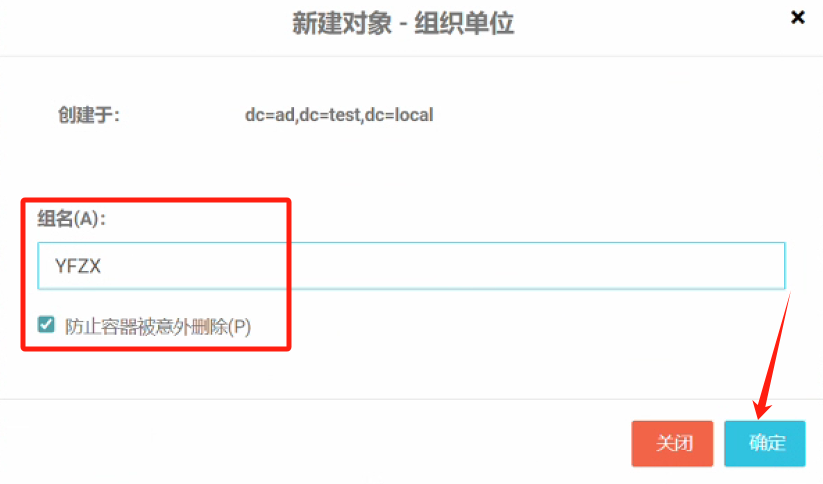 新建对象 - 组织单位
×
创建于: dc=ad,dc=test,dc=local
组名(A):
YFZX
防止容器被意外删除(P)
关闭 确定